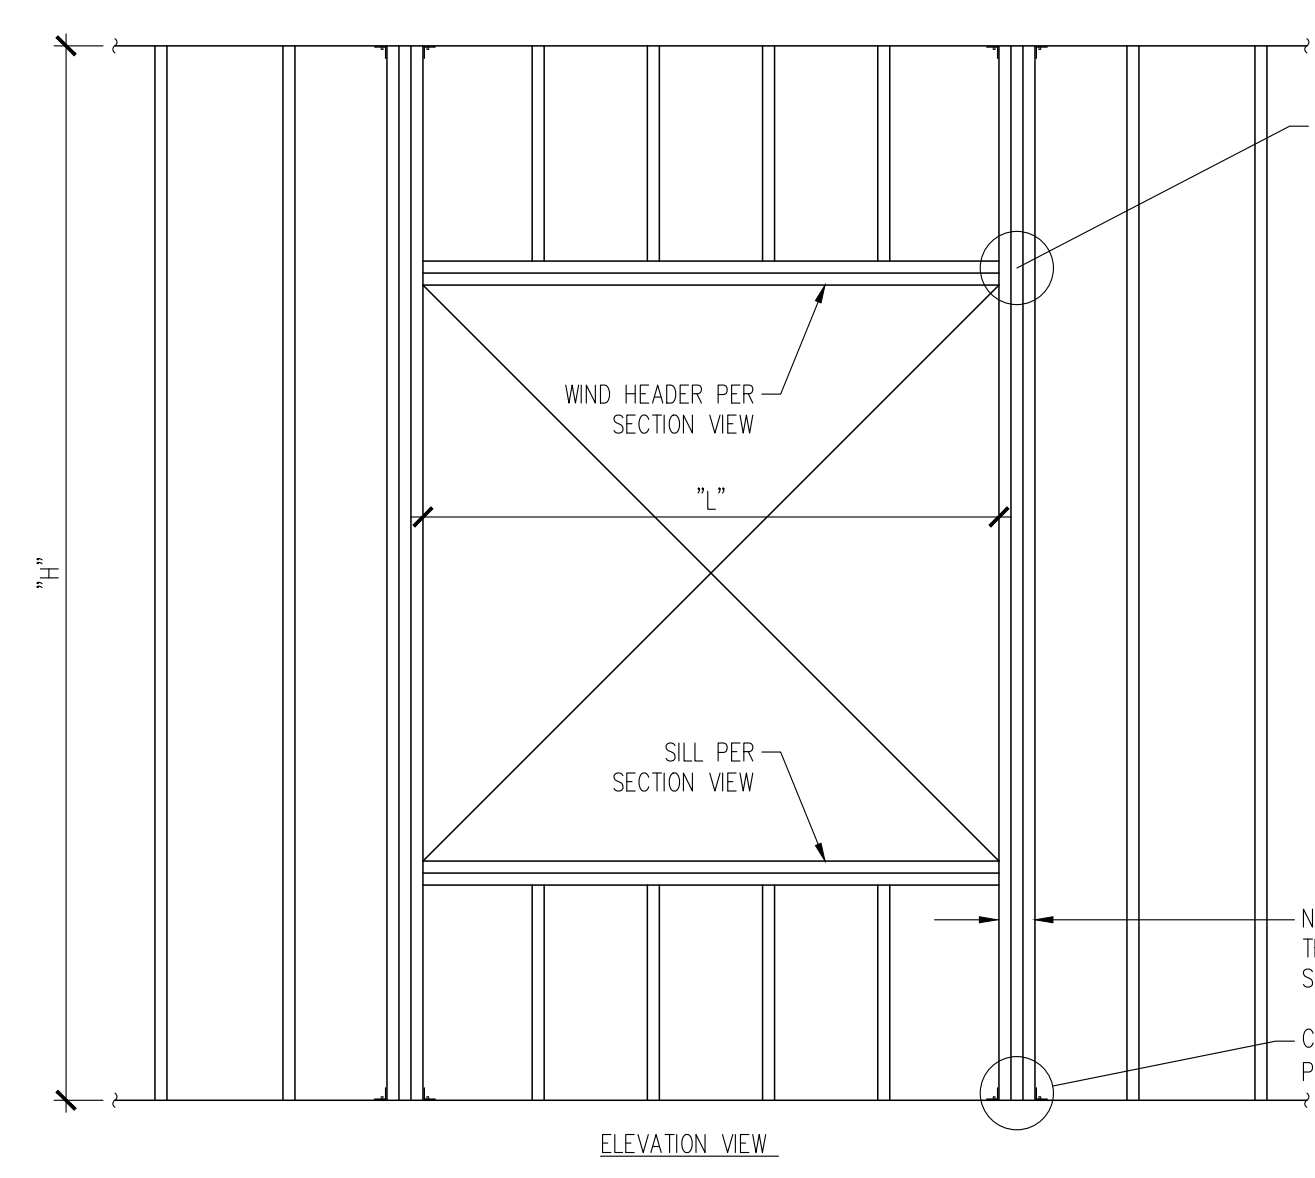 WIND HEADER PER
SECTION VIEW
"L"
"H"
SILL PER
SECTION VIEW
N
S
C
P
ELEVATION VIEW